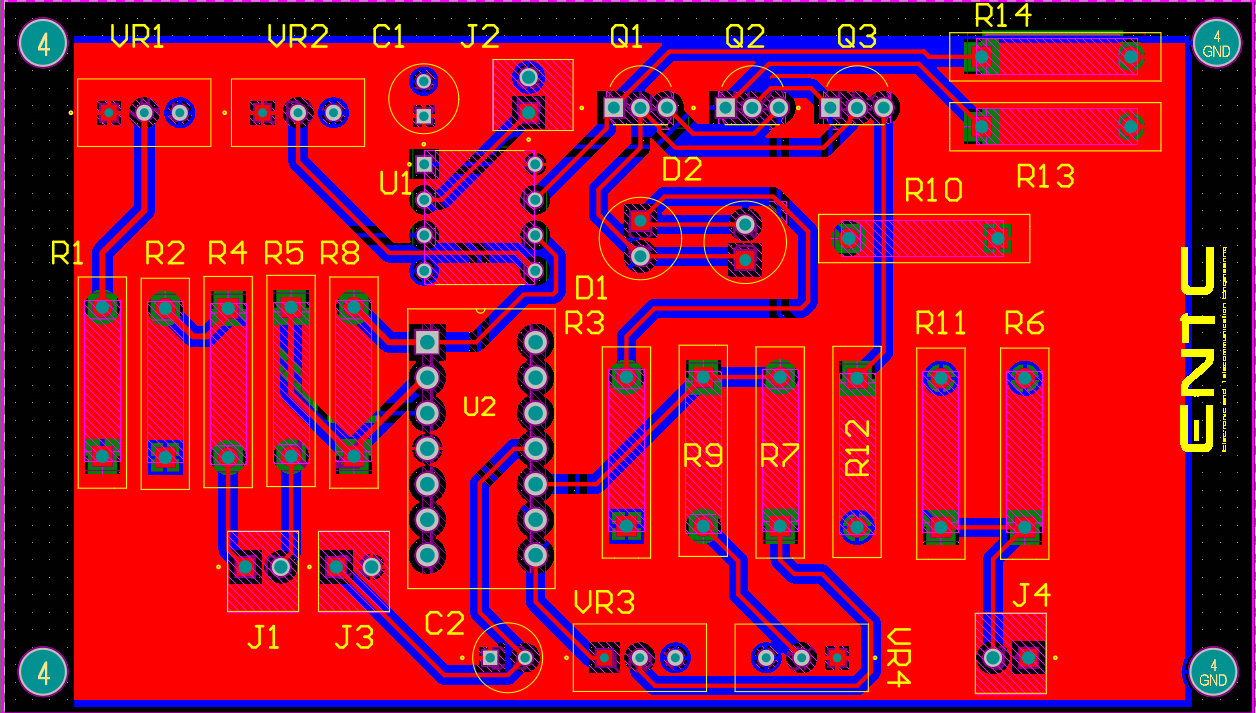 R14
VR1 VR2 C1 J2 Q1 Q2 Q3
4
4
GND
U1 D2 R13
R10
R1 R2 R4 R5 R8
D1
R3 R11 R6
U2
R9 R7 R12
ENTC
Electronic and Telecommunication Engineering
VR3 J4
C2
J1 J3 VR4
4
4
GND